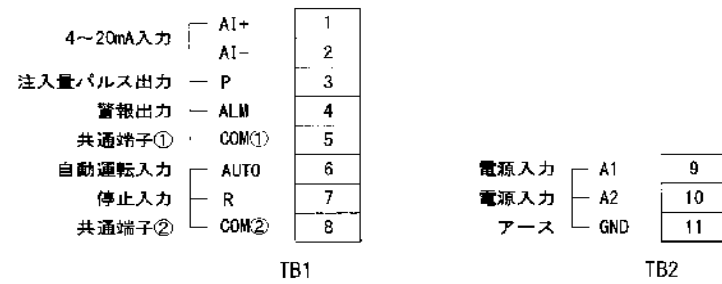 4～20mA入力 AI+ 1
AI− 2
注入量パルス出力 P 3
警報出力 ALM 4
共通端子① COM① 5
自動運転入力 AUTO 6
停止入力 R 7
共通端子② COM② 8
TB1
電源入力 A1 9
電源入力 A2 10
アース GND 11
TB2